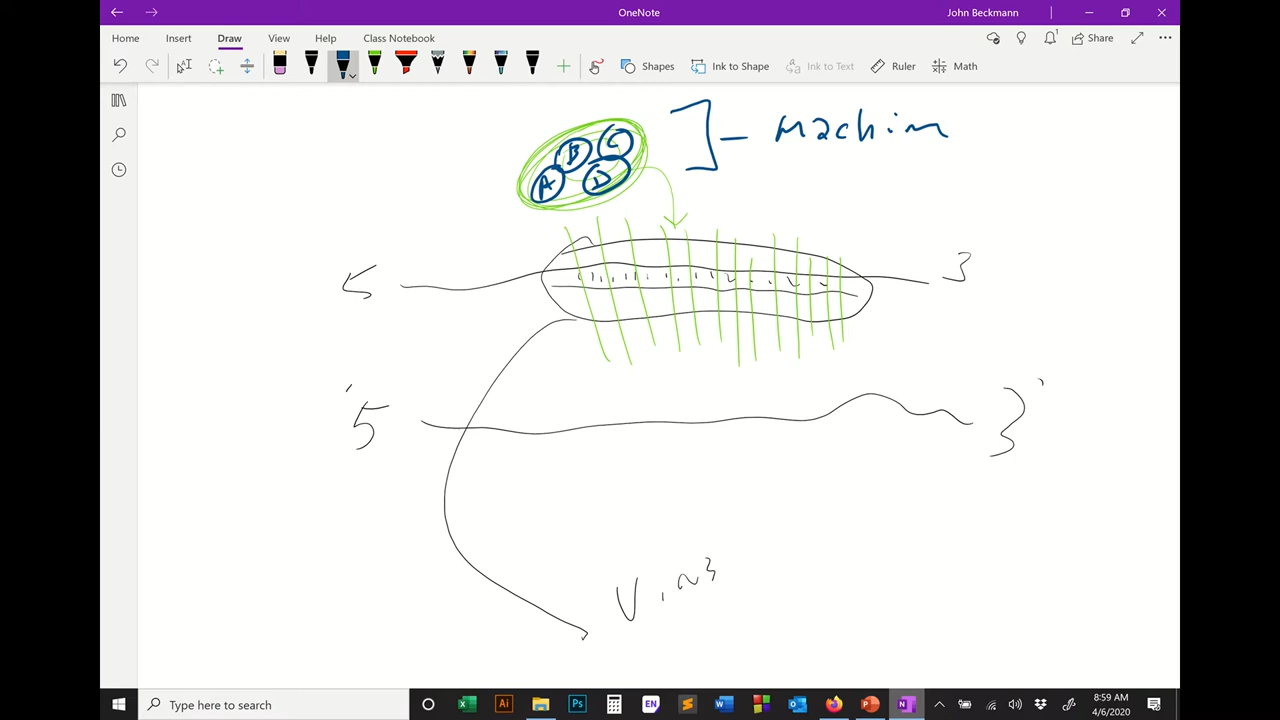 OneNote
John Beckmann
Home Insert Draw View Help Class Notebook
Share
Ink to Shape
Shapes
Ink to Text
Ruler
Math
B C
A D
machin
5 3
'5 3'
Type here to search
8:59 AM
4/6/2020